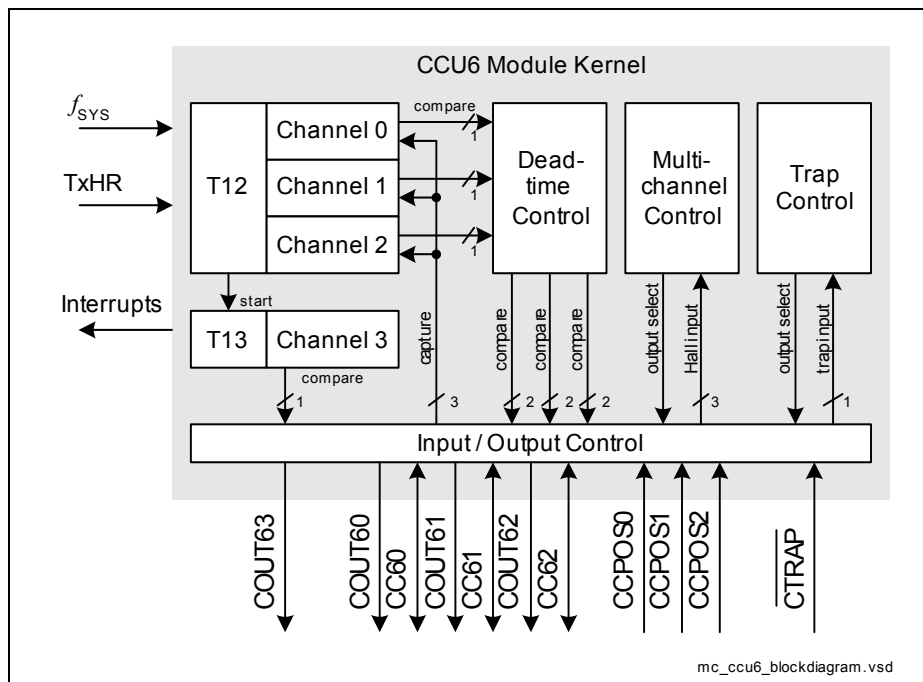 CCU6 Module Kernel
fSYS
TxHR
Interrupts
T12
Channel 0
Channel 1
Channel 2
compare
1
1
1
Dead-
time
Control
Multi-
channel
Control
Trap
Control
start
T13
Channel 3
compare
1
capture
3
compare
2
compare
2
compare
2
output select
Hall input
3
output select
trap input
1
Input / Output Control
COUT63
COUT60
CC60
COUT61
CC61
COUT62
CC62
CCPOS0
CCPOS1
CCPOS2
CTRAP
mc_ccu6_blockdiagram.vsd